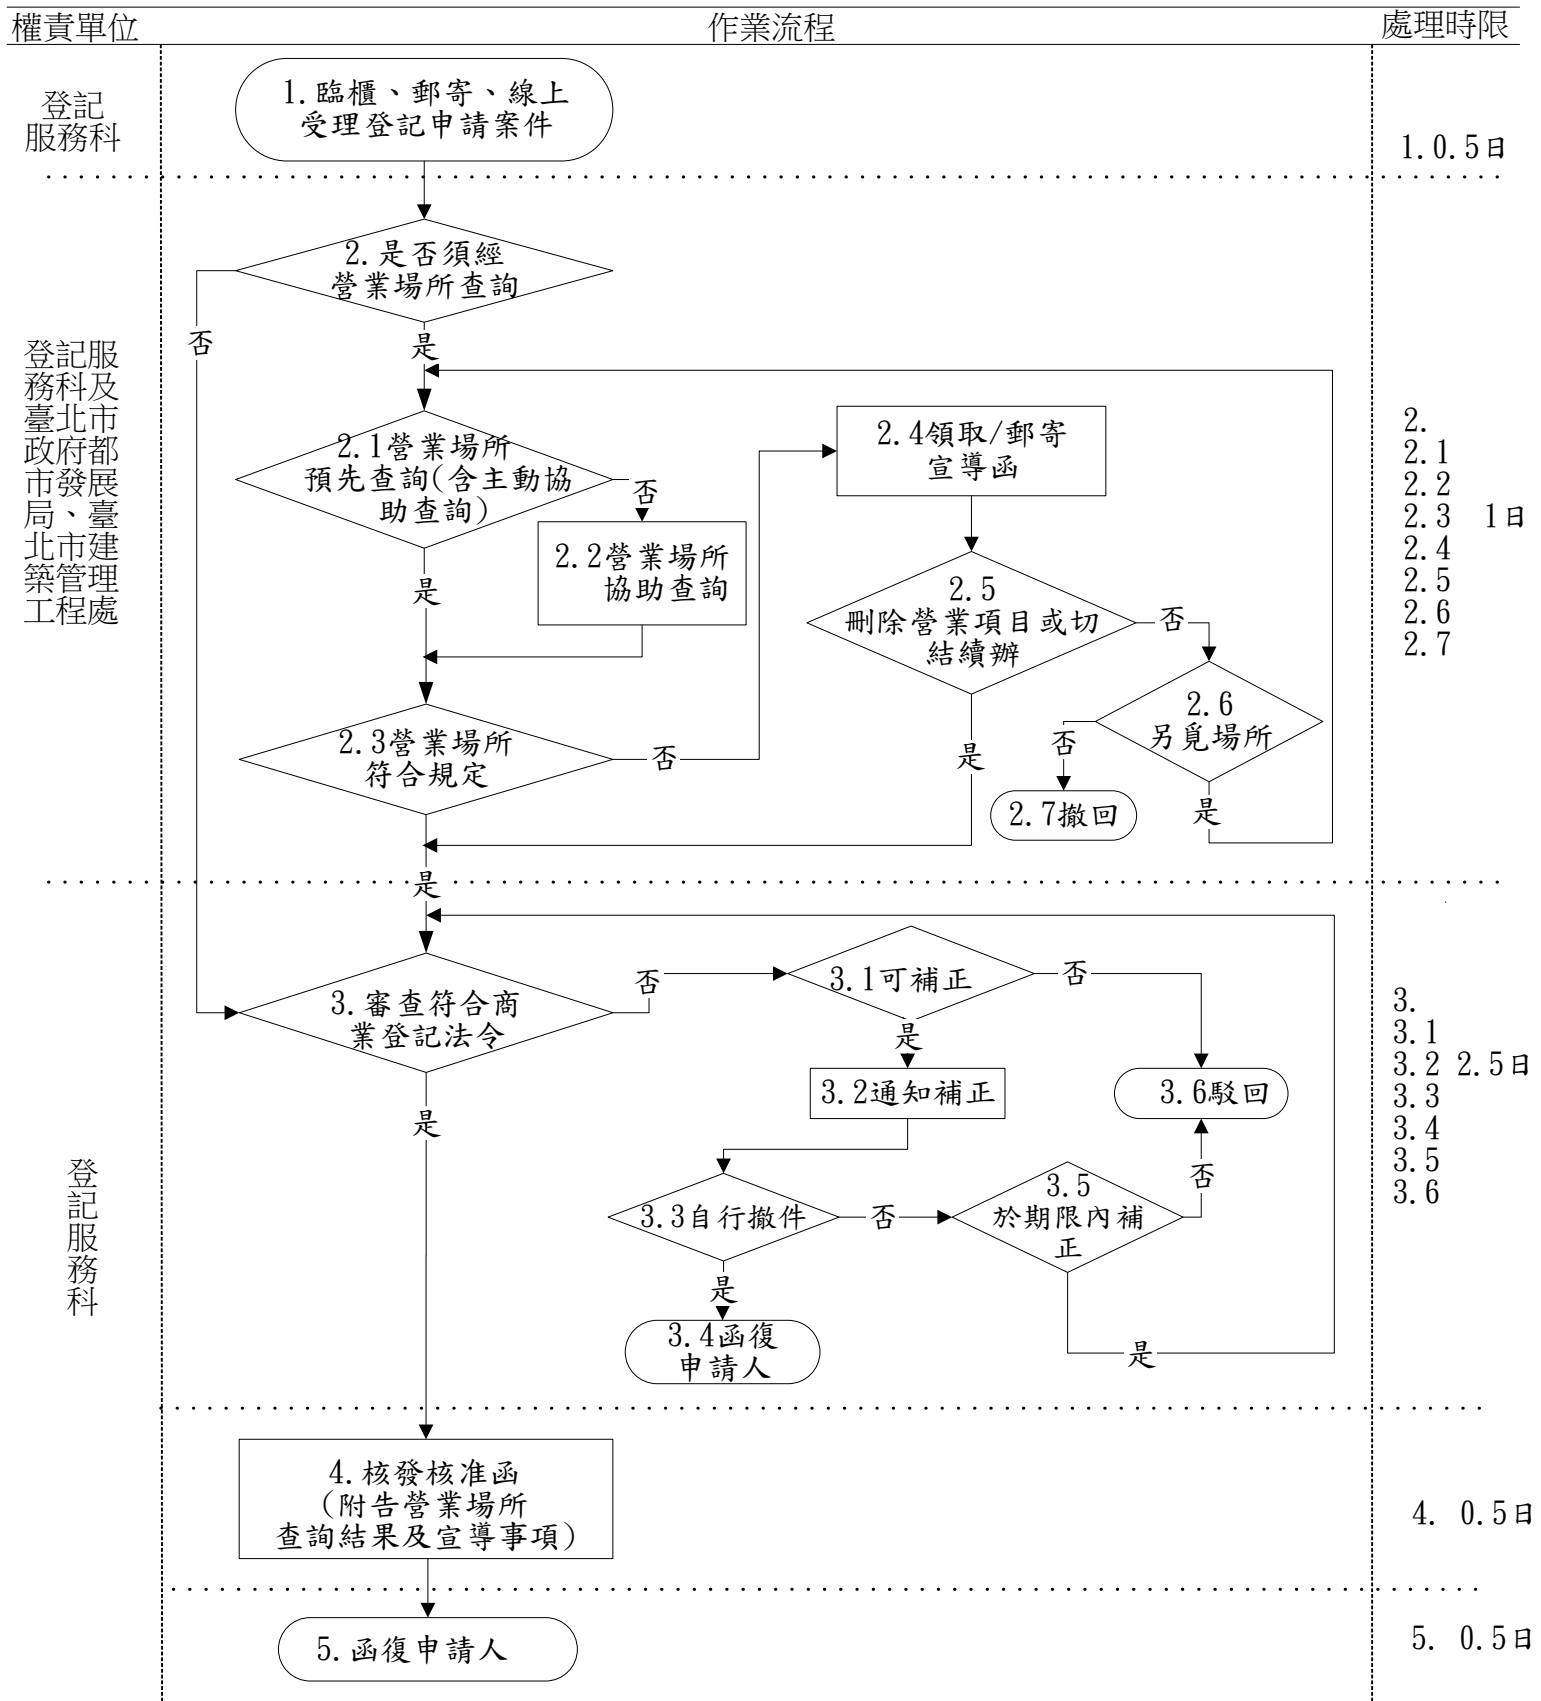 權責單位
作業流程
處理時限
登記
服務科
1.臨櫃、郵寄、線上
受理登記申請案件
1.0.5日
2.是否須經
營業場所查詢
否
是
登記服
務科及
臺北市
政府都
市發展
局、臺
北市建
築管理
工程處
2.1營業場所
預先查詢(含主動協
助查詢)
否
是
2.2營業場所
協助查詢
2.3營業場所
符合規定
否
2.4領取/郵寄
宣導函
2.5
刪除營業項目或切
結續辦
否
是
2.6
另覓場所
否
是
2.7撤回
2.
2.1
2.2
2.3 1日
2.4
2.5
2.6
2.7
是
登
記
服
務
科
3.審查符合商
業登記法令
否
是
3.1可補正
否
是
3.2通知補正
3.6駁回
3.3自行撤件
否
是
3.5
於期限內補
正
否
是
3.4函復
申請人
3.
3.1
3.2 2.5日
3.3
3.4
3.5
3.6
4.核發核准函
(附告營業場所
查詢結果及宣導事項)
4. 0.5日
5.函復申請人
5. 0.5日